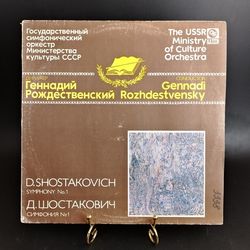 Государственный
симфонический
оркестр
Министерства
культуры СССР
The USSR
Ministry
of Culture
Orchestra
Геннадий
Рождественский
CONDUCTOR
Gennadi
Rozhdestvensky
D. SHOSTAKOVICH
SYMPHONY No. 1
Д. ШОСТАКОВИЧ
СИМФОНИЯ №1